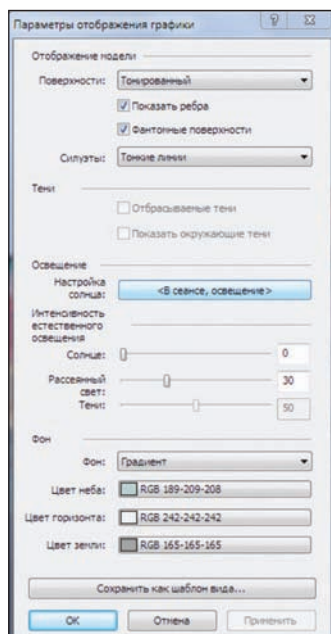 Параметры отображения графики
Отображение модели
Поверхности: Тонированный
Показать ребра
Фантомные поверхности
Силуэты: Тонкие линии
Тени
Отбрасываемые тени
Показать окружающие тени
Освещение
Настройка
солнца: <В сеансе, освещение>
Интенсивность
естественного
освещения
Солнце: 0
Рассеянный
свет: 30
Тени: 50
Фон
Фон: Градиент
Цвет неба: RGB 189-209-208
Цвет горизонта: RGB 242-242-242
Цвет земли: RGB 165-165-165
Сохранить как шаблон вида...
ОК Отмена Применить